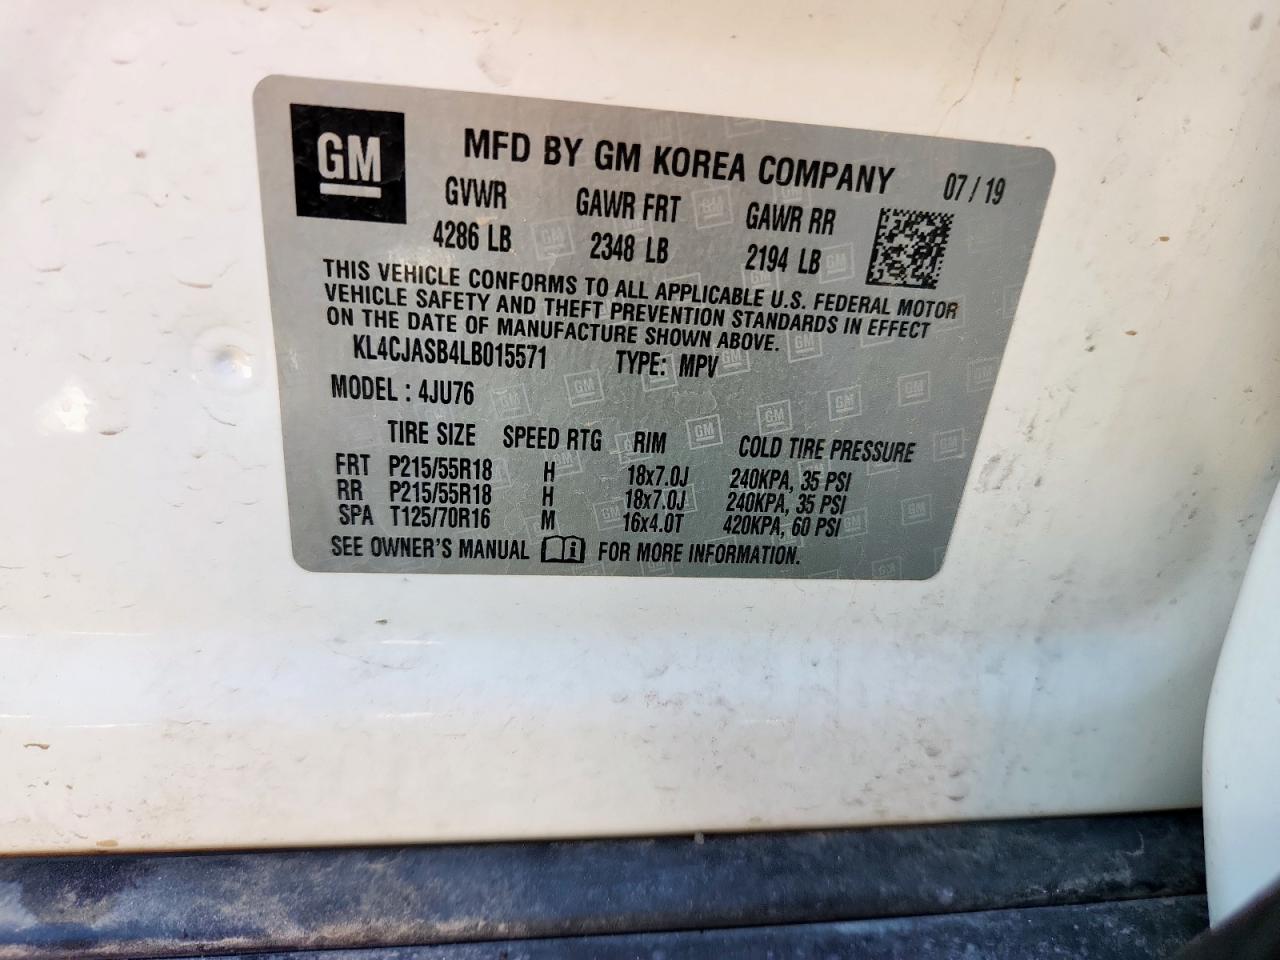 GM
MFD BY GM KOREA COMPANY 07 / 19
GVWR GAWR FRT GAWR RR
4286 LB 2348 LB 2194 LB
THIS VEHICLE CONFORMS TO ALL APPLICABLE U.S. FEDERAL MOTOR
VEHICLE SAFETY AND THEFT PREVENTION STANDARDS IN EFFECT
ON THE DATE OF MANUFACTURE SHOWN ABOVE.
KL4CJASB4LB015571 TYPE: MPV
MODEL : 4JU76
TIRE SIZE SPEED RTG RIM COLD TIRE PRESSURE
FRT P215/55R18 H 18x7.0J 240KPA, 35 PSI
RR P215/55R18 H 18x7.0J 240KPA, 35 PSI
SPA T125/70R16 M 16x4.0T 420KPA, 60 PSI
SEE OWNER'S MANUAL FOR MORE INFORMATION.